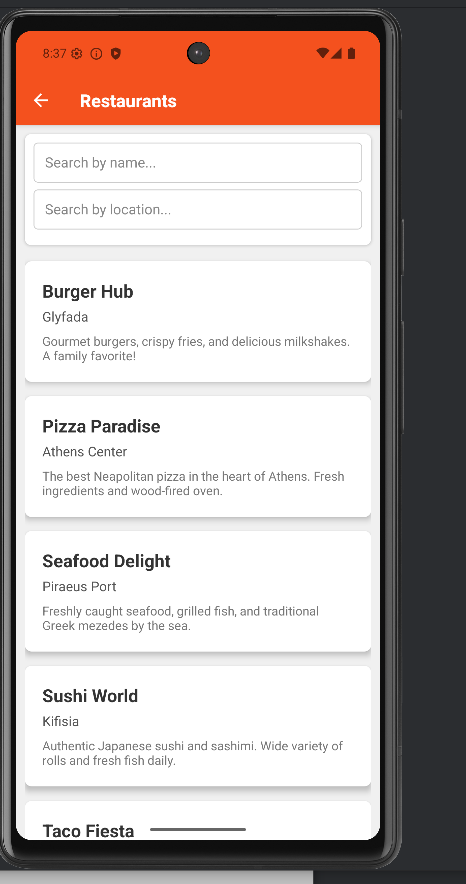 8:37
Restaurants
Search by name...
Search by location...
Burger Hub
Glyfada
Gourmet burgers, crispy fries, and delicious milkshakes.
A family favorite!
Pizza Paradise
Athens Center
The best Neapolitan pizza in the heart of Athens. Fresh
ingredients and wood-fired oven.
Seafood Delight
Piraeus Port
Freshly caught seafood, grilled fish, and traditional
Greek mezedes by the sea.
Sushi World
Kifisia
Authentic Japanese sushi and sashimi. Wide variety of
rolls and fresh fish daily.
Taco Fiesta